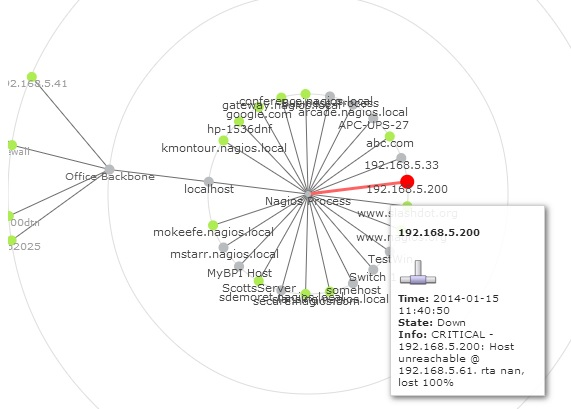 conference.nagios.local
gateway.nagios.local
arcade.nagios.local
google.com
APC-UPS-27
hp-1536dnf
abc.com
kmontour.nagios.local
192.168.5.33
2.168.5.41
Office Backbone
localhost
192.168.5.200
Nagios Process
www.slashdot.org
mokeefe.nagios.local
mstarr.nagios.local
MyBPI Host
Switch
ScottsServer
somehost
sdemoret.nagios.local
192.168.5.200
Time: 2014-01-15
11:40:50
State: Down
Info: CRITICAL -
192.168.5.200: Host
unreachable @
192.168.5.61. rta nan,
lost 100%